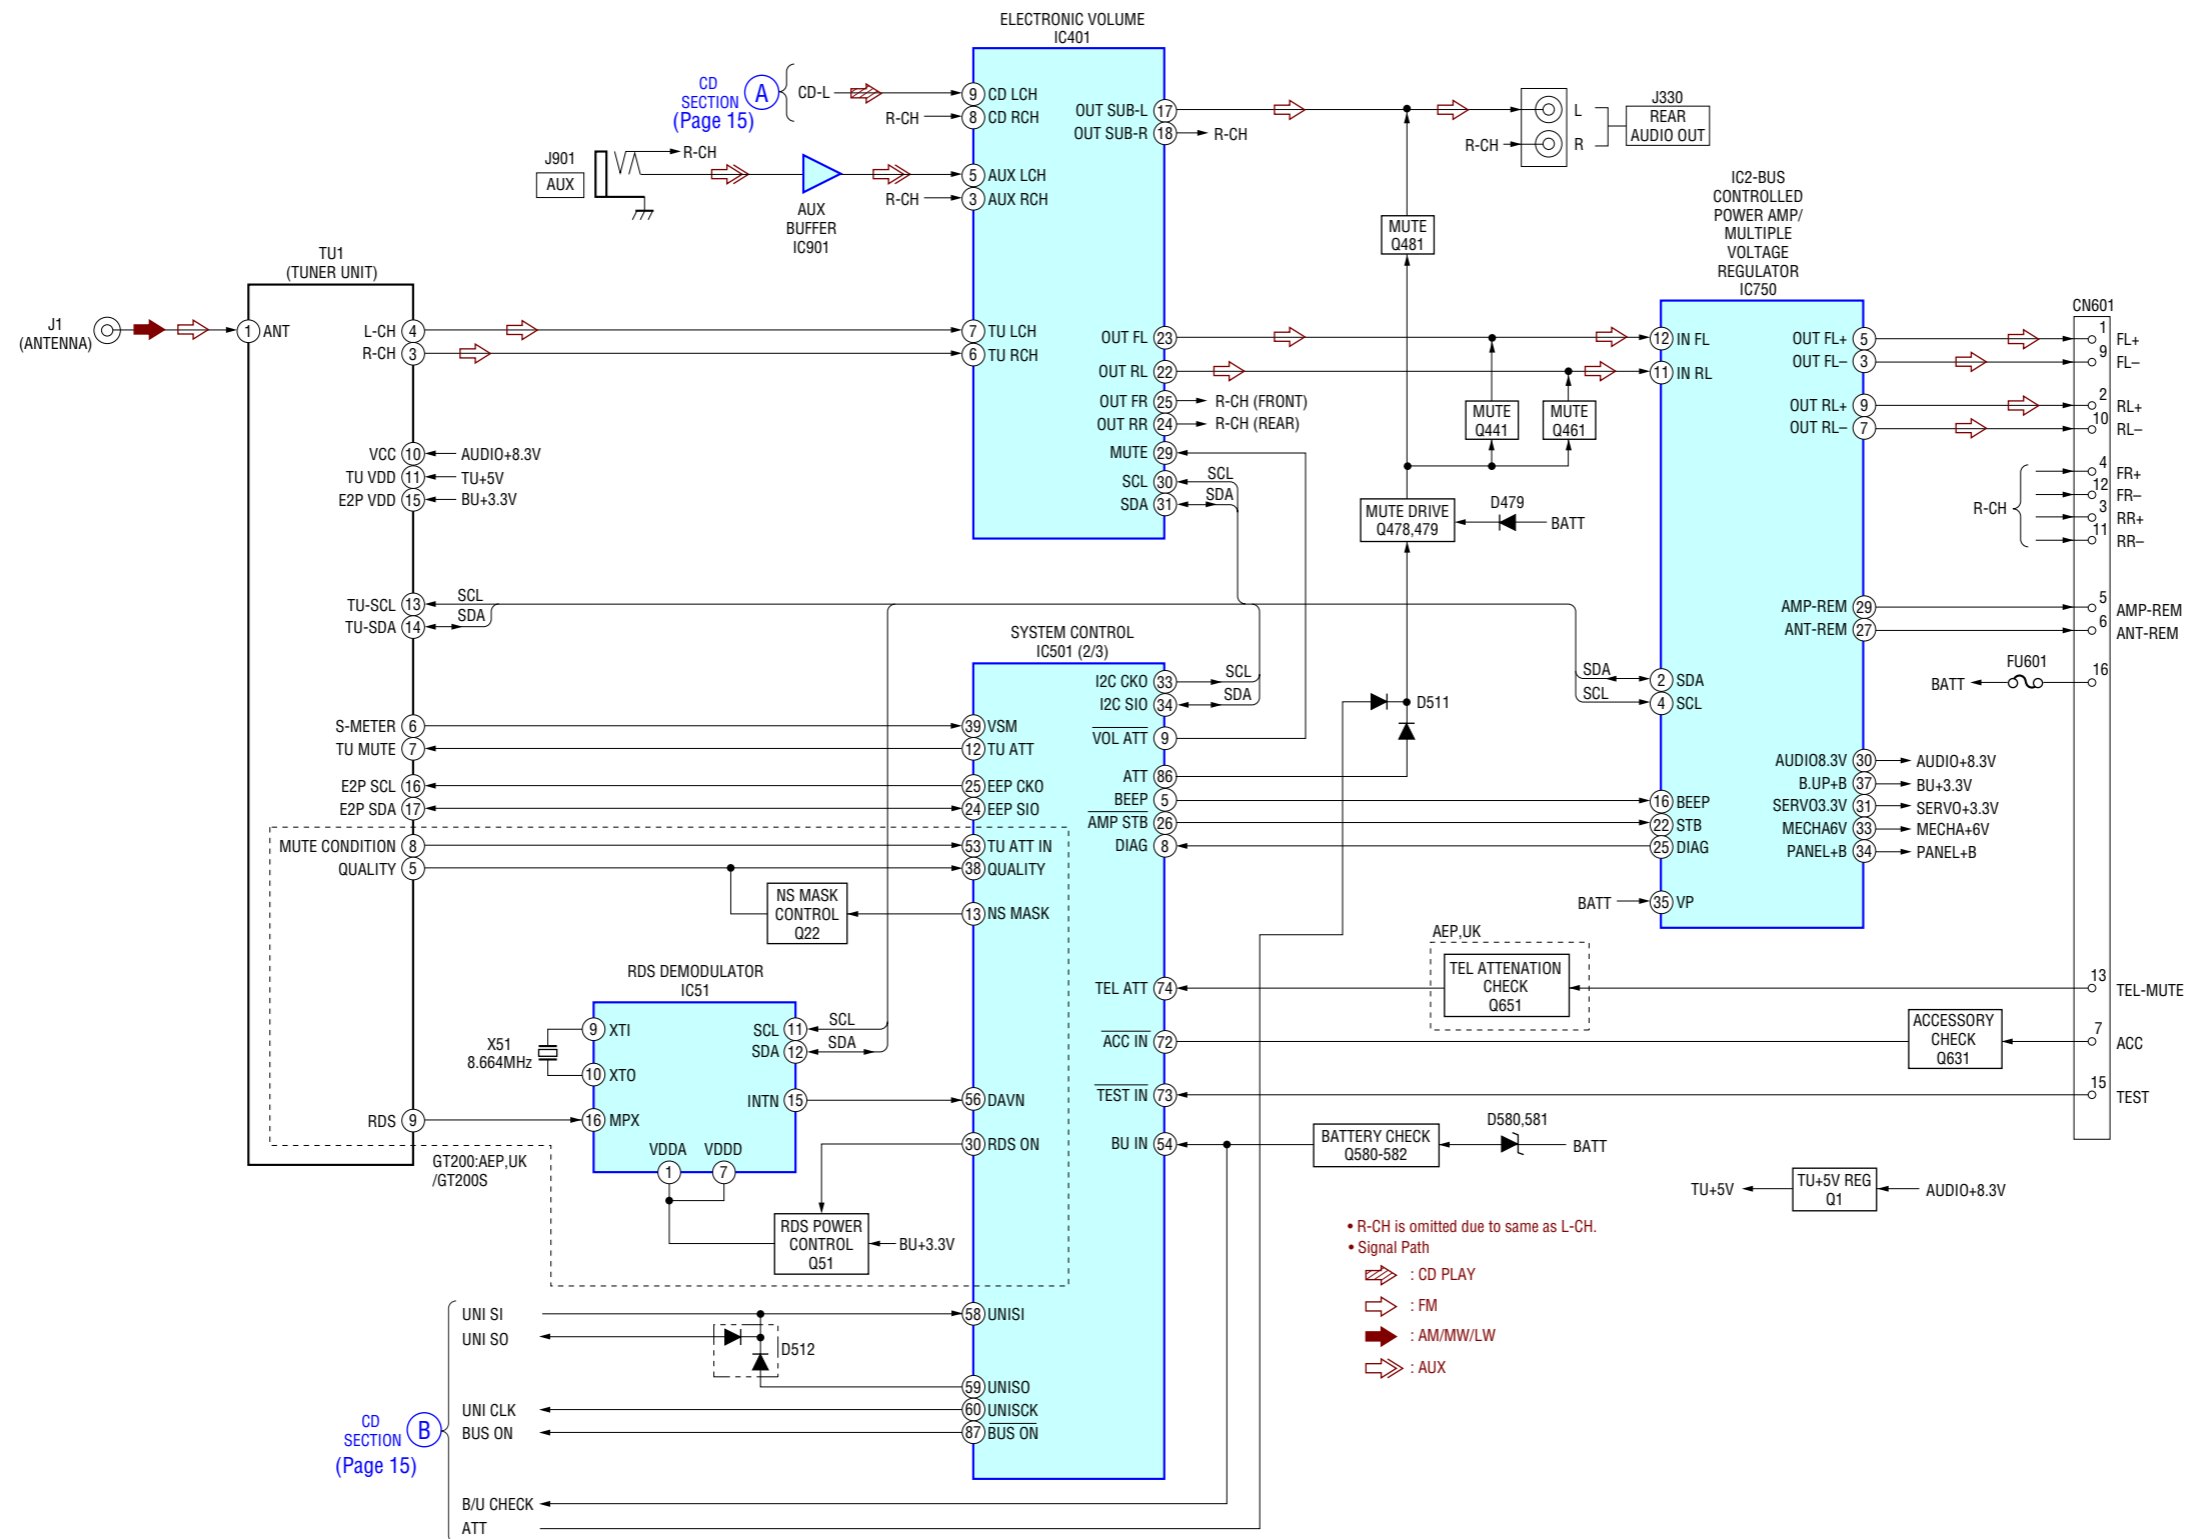 ELECTRONIC VOLUME
IC401
CD
SECTION
(Page 15)
A
CD-L
R-CH
9 CD LCH
8 CD RCH
5 AUX LCH
3 AUX RCH
7 TU LCH
6 TU RCH
OUT SUB-L 17
OUT SUB-R 18
R-CH
OUT FL 23
OUT RL 22
OUT FR 25
R-CH (FRONT)
OUT RR 24
R-CH (REAR)
MUTE 29
SCL 30
SCL
SDA 31
SDA
J901
AUX
R-CH
R-CH
AUX
BUFFER
IC901
L
R-CH
R
J330
REAR
AUDIO OUT
MUTE
Q481
MUTE
Q441
MUTE
Q461
MUTE DRIVE
Q478,479
D479
BATT
D511
IC2-BUS
CONTROLLED
POWER AMP/
MULTIPLE
VOLTAGE
REGULATOR
IC750
12 IN FL
11 IN RL
SDA
2 SDA
SCL
4 SCL
16 BEEP
22 STB
25 DIAG
BATT
35 VP
OUT FL+ 5
OUT FL– 3
OUT RL+ 9
OUT RL– 7
AMP-REM 29
ANT-REM 27
AUDIO8.3V 30
AUDIO+8.3V
B.UP+B 37
BU+3.3V
SERVO3.3V 31
SERVO+3.3V
MECHA6V 33
MECHA+6V
PANEL+B 34
PANEL+B
CN601
1
FL+
9
FL–
2
RL+
10
RL–
R-CH
4
FR+
12
FR–
3
RR+
11
RR–
5
AMP-REM
6
ANT-REM
FU601
BATT
16
13
TEL-MUTE
7
ACC
15
TEST
TU1
(TUNER UNIT)
J1
(ANTENNA)
1 ANT
L-CH 4
R-CH 3
VCC 10
AUDIO+8.3V
TU VDD 11
TU+5V
E2P VDD 15
BU+3.3V
TU-SCL 13
SCL
TU-SDA 14
SDA
S-METER 6
TU MUTE 7
E2P SCL 16
E2P SDA 17
MUTE CONDITION 8
QUALITY 5
RDS 9
GT200:AEP,UK
/GT200S
SYSTEM CONTROL
IC501 (2/3)
39 VSM
12 TU ATT
25 EEP CKO
24 EEP SIO
53 TU ATT IN
38 QUALITY
13 NS MASK
56 DAVN
30 RDS ON
58 UNISI
59 UNISO
60 UNISCK
87 BUS ON
I2C CKO 33
SCL
I2C SIO 34
SDA
VOL ATT 9
ATT 86
BEEP 5
AMP STB 26
DIAG 8
TEL ATT 74
ACC IN 72
TEST IN 73
BU IN 54
NS MASK
CONTROL
Q22
RDS DEMODULATOR
IC51
X51
8.664MHz
9 XTI
10 XTO
16 MPX
SCL 11
SCL
SDA 12
SDA
INTN 15
VDDA
1
VDDD
7
RDS POWER
CONTROL
Q51
BU+3.3V
AEP,UK
TEL ATTENATION
CHECK
Q651
ACCESSORY
CHECK
Q631
BATTERY CHECK
Q580-582
D580,581
BATT
TU+5V
TU+5V REG
Q1
AUDIO+8.3V
CD
SECTION
(Page 15)
B
UNI SI
UNI SO
D512
UNI CLK
BUS ON
B/U CHECK
ATT
• R-CH is omitted due to same as L-CH.
• Signal Path
: CD PLAY
: FM
: AM/MW/LW
: AUX